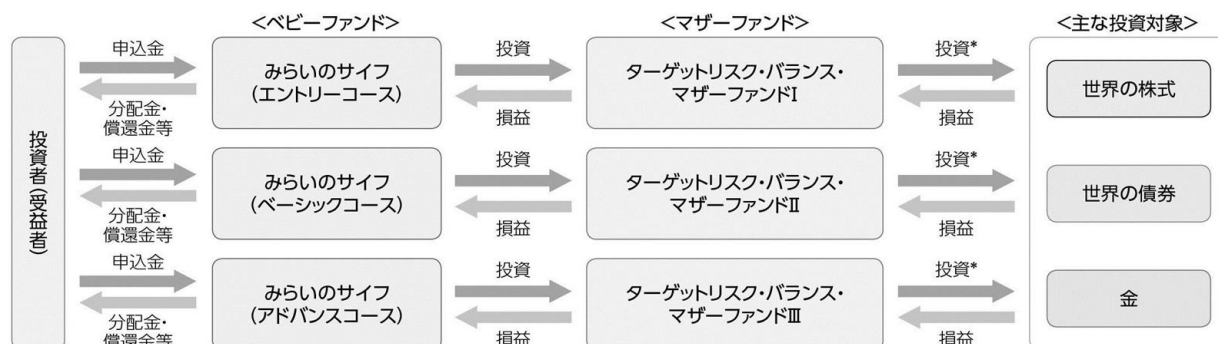 <ベビーファンド>
<マザーファンド>
<主な投資対象>
投資者(受益者)
申込金
分配金・
償還金等
みらいのサイフ
(エントリーコース)
投資
損益
ターゲットリスク・バランス・
マザーファンドI
投資*
損益
世界の株式
申込金
分配金・
償還金等
みらいのサイフ
(ベーシックコース)
投資
損益
ターゲットリスク・バランス・
マザーファンドⅡ
投資*
損益
世界の債券
申込金
分配金・
償還金等
みらいのサイフ
(アドバンスコース)
投資
損益
ターゲットリスク・バランス・
マザーファンドⅢ
投資*
損益
金